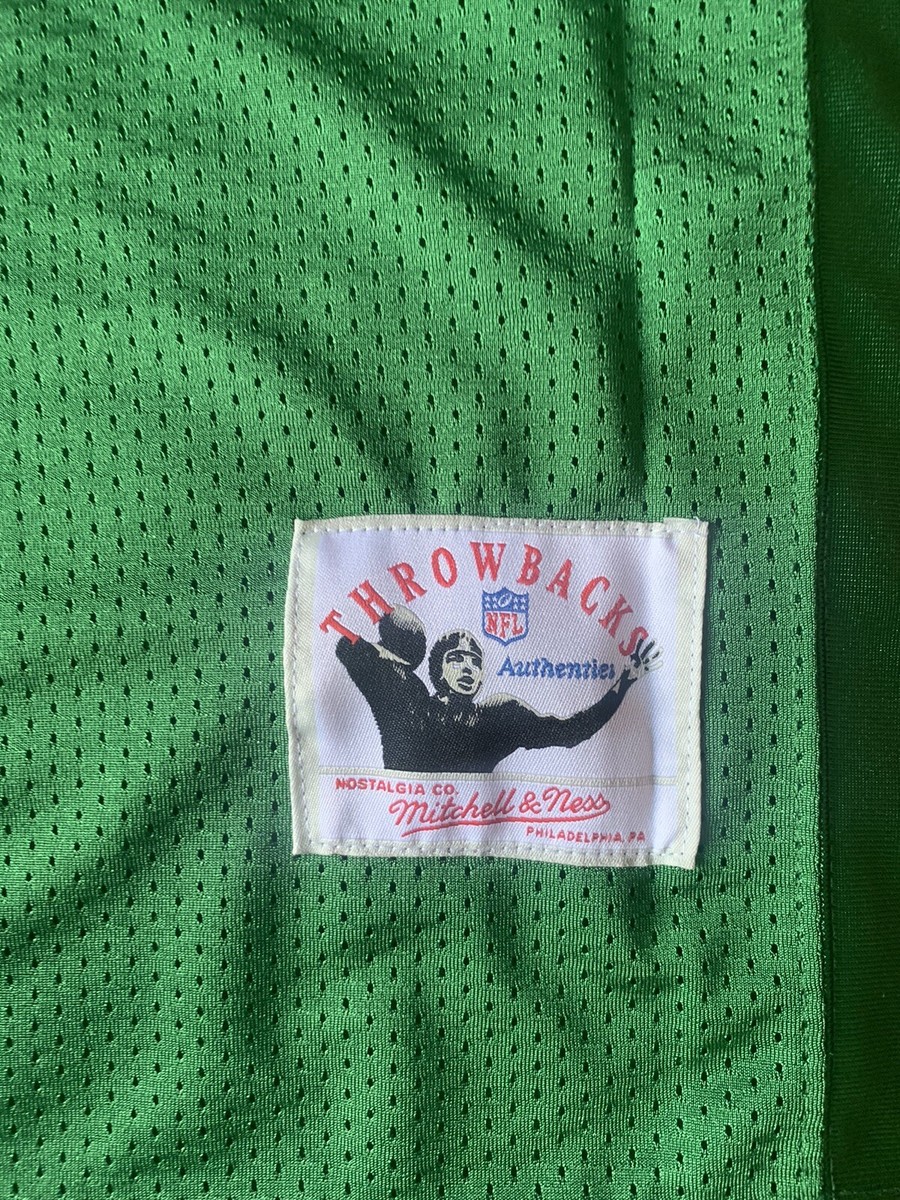 THROWBACKS
NFL
Authentics
NOSTALGIA CO.
Mitchell & Ness
PHILADELPHIA, PA